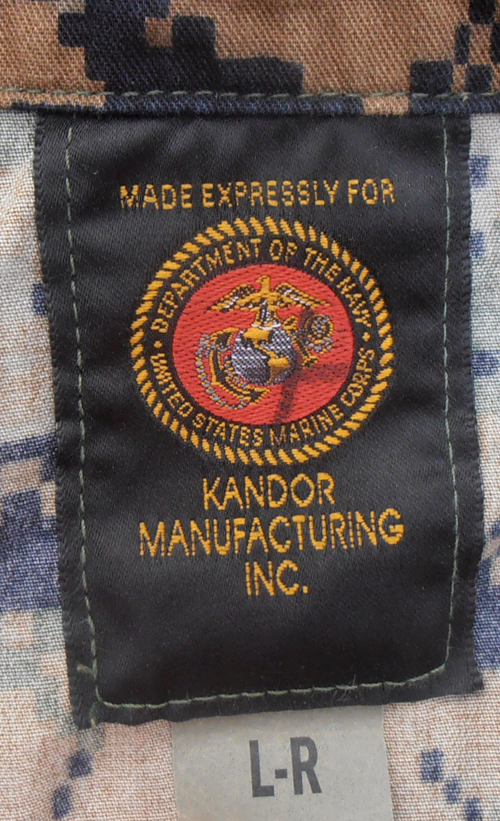 MADE EXPRESSLY FOR
DEPARTMENT OF THE NAVY
UNITED STATES MARINE CORPS
KANDOR
MANUFACTURING
INC.
L-R